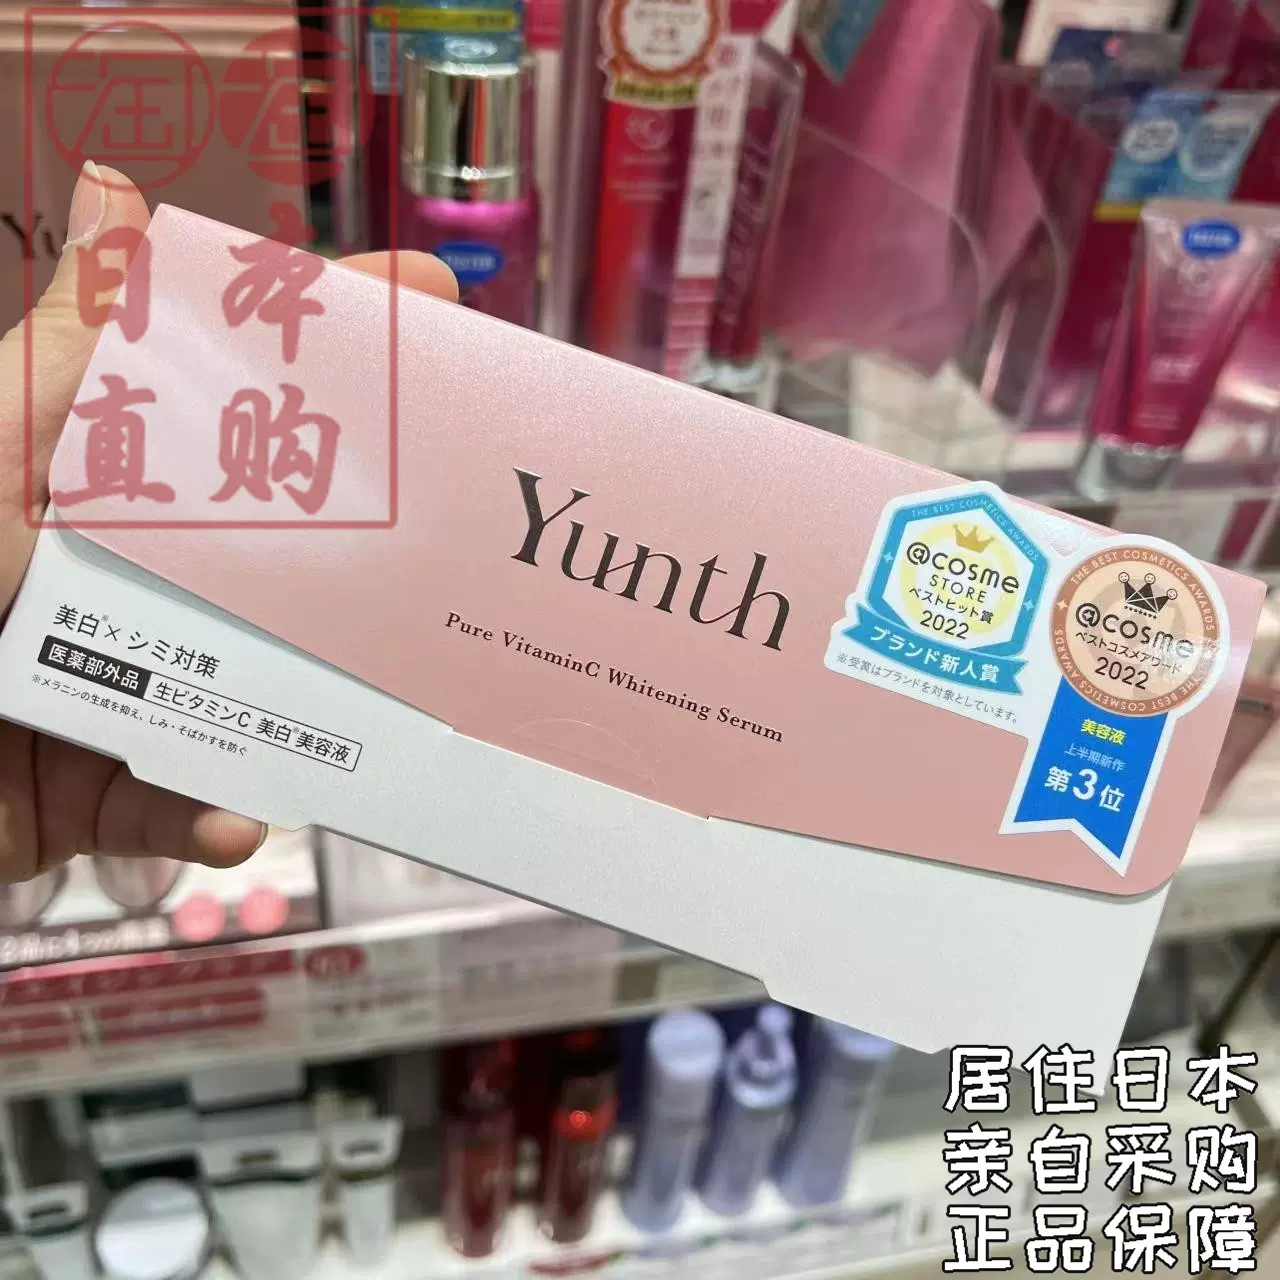 淘 淘
日本
直购
Yu
Yunth
Pure VitaminC Whitening Serum
美白※×シミ対策
医薬部外品 生ビタミンC 美白※美容液
※メラニンの生成を抑え、しみ・そばかすを防ぐ
THE BEST COSMETICS AWARDS
@cosme
STORE
ベストヒット賞
2022
ブランド新人賞
※受賞はブランドを対象としています。
THE BEST COSMETICS AWARDS
@cosme
ベストコスメアワード
2022
美容液
上半期新作
第3位
居住日本
亲自采购
正品保障